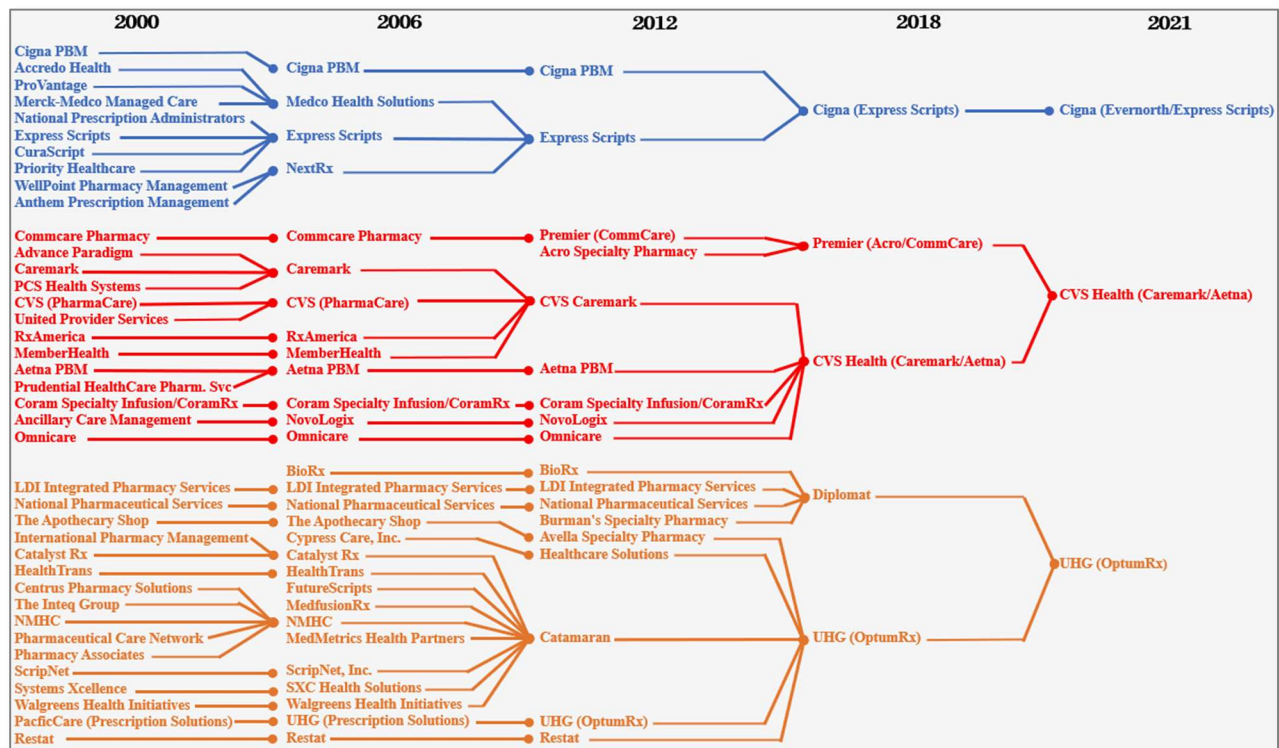 2000 2006 2012 2018 2021
Cigna PBM
Accredo Health
ProVantage
Merck-Medco Managed Care
National Prescription Administrators
Express Scripts
CuraScript
Priority Healthcare
WellPoint Pharmacy Management
Anthem Prescription Management
Cigna PBM
Medco Health Solutions
Express Scripts
NextRx
Cigna PBM
Express Scripts
Cigna (Express Scripts)
Cigna (Evernorth/Express Scripts)
Commcare Pharmacy
Advance Paradigm
Caremark
PCS Health Systems
CVS (PharmaCare)
United Provider Services
RxAmerica
MemberHealth
Aetna PBM
Prudential HealthCare Pharm. Svc
Coram Specialty Infusion/CoramRx
Ancillary Care Management
Omnicare
Commcare Pharmacy
Caremark
CVS (PharmaCare)
RxAmerica
MemberHealth
Aetna PBM
Coram Specialty Infusion/CoramRx
NovoLogix
Omnicare
Premier (CommCare)
Acro Specialty Pharmacy
CVS Caremark
Aetna PBM
Coram Specialty Infusion/CoramRx
NovoLogix
Omnicare
Premier (Acro/CommCare)
CVS Health (Caremark/Aetna)
CVS Health (Caremark/Aetna)
LDI Integrated Pharmacy Services
National Pharmaceutical Services
The Apothecary Shop
International Pharmacy Management
Catalyst Rx
HealthTrans
Centrus Pharmacy Solutions
The Inteq Group
NMHC
Pharmaceutical Care Network
Pharmacy Associates
ScripNet
Systems Xcellence
Walgreens Health Initiatives
PacficCare (Prescription Solutions)
Restat
BioRx
LDI Integrated Pharmacy Services
National Pharmaceutical Services
The Apothecary Shop
Cypress Care, Inc.
Catalyst Rx
HealthTrans
FutureScripts
MedfusionRx
NMHC
MedMetrics Health Partners
ScripNet, Inc.
SXC Health Solutions
Walgreens Health Initiatives
UHG (Prescription Solutions)
Restat
BioRx
LDI Integrated Pharmacy Services
National Pharmaceutical Services
Burman's Specialty Pharmacy
Avella Specialty Pharmacy
Healthcare Solutions
Catamaran
UHG (OptumRx)
Restat
Diplomat
UHG (OptumRx)
UHG (OptumRx)